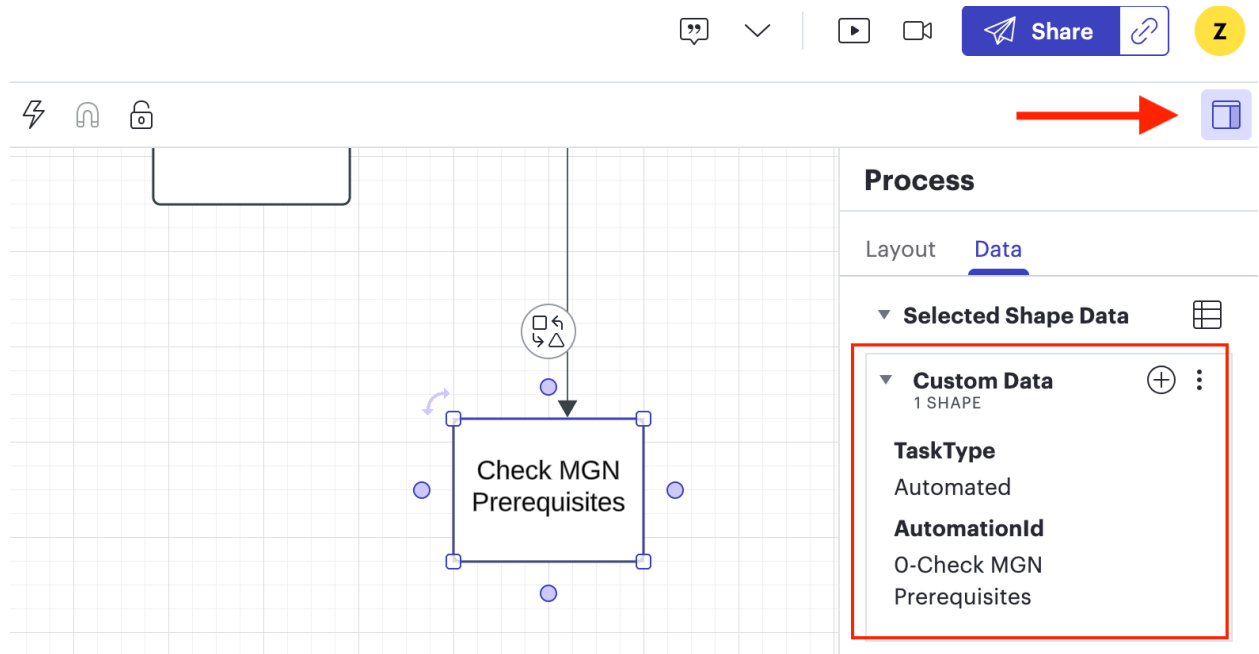 Share
Z
Process
Layout Data
Selected Shape Data
Custom Data
1 SHAPE
TaskType
Automated
AutomationId
0-Check MGN
Prerequisites
Check MGN
Prerequisites